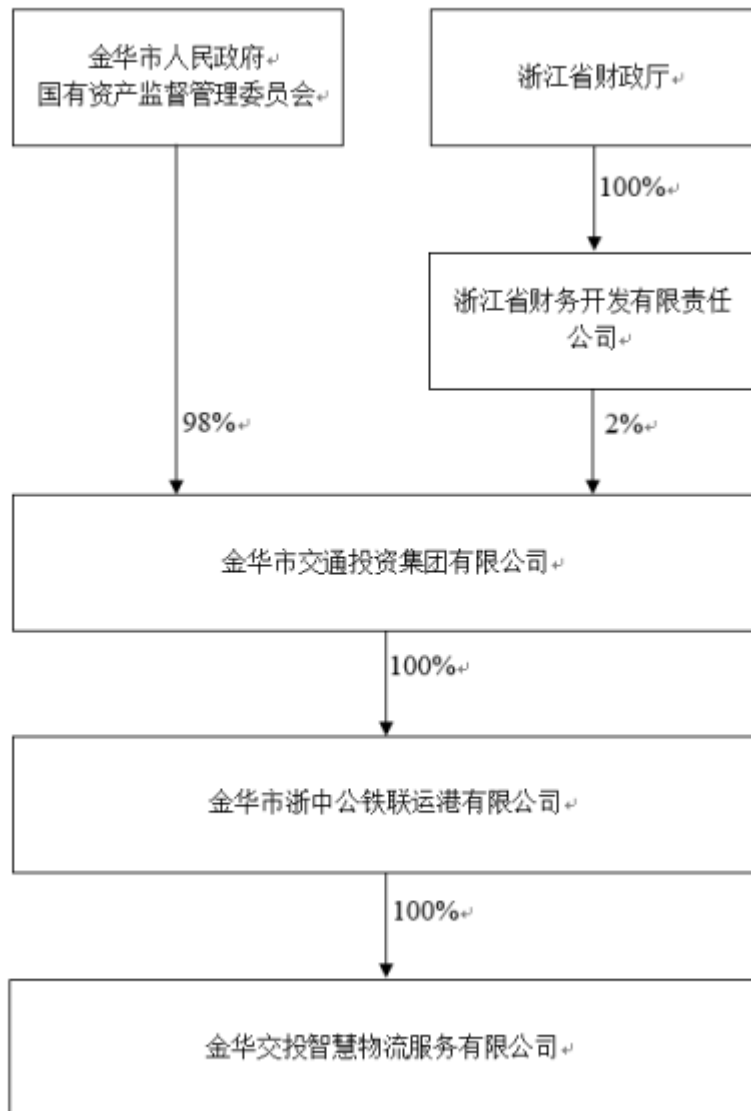 金华市人民政府
国有资产监督管理委员会
浙江省财政厅
100%
浙江省财务开发有限责任
公司
98%
2%
金华市交通投资集团有限公司
100%
金华市浙中公铁联运港有限公司
100%
金华交投智慧物流服务有限公司